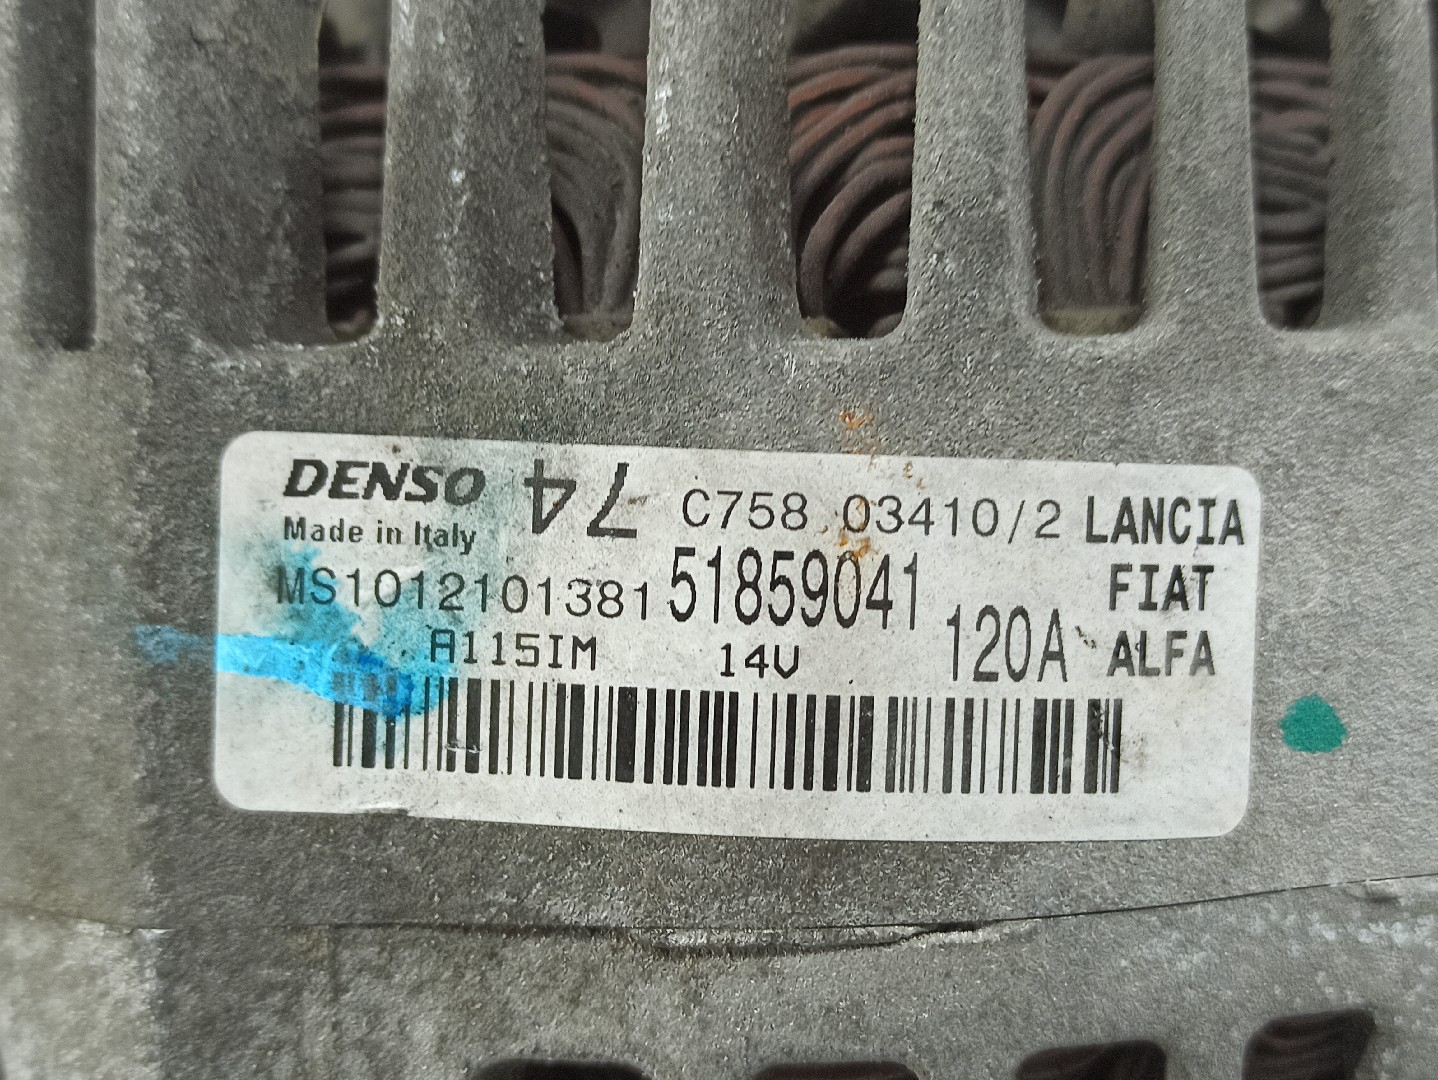 DENSO 74 C758 03410/2 LANCIA
Made in Italy
MS1012101381 51859041 FIAT
A115IM 14V 120A ALFA